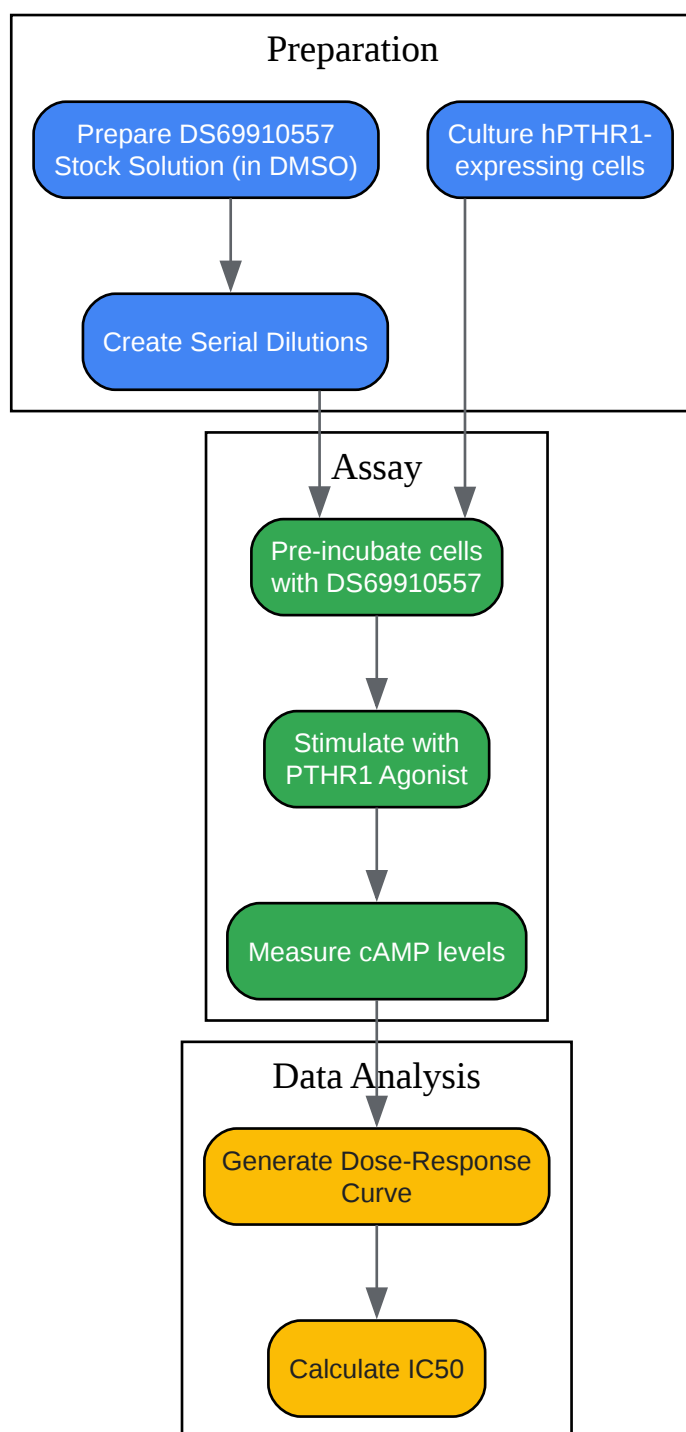 Preparation
Prepare DS69910557
Stock Solution (in DMSO)
Culture hPTHR1-
expressing cells
Create Serial Dilutions
Assay
Pre-incubate cells
with DS69910557
Stimulate with
PTHR1 Agonist
Measure cAMP levels
Data Analysis
Generate Dose-Response
Curve
Calculate IC50